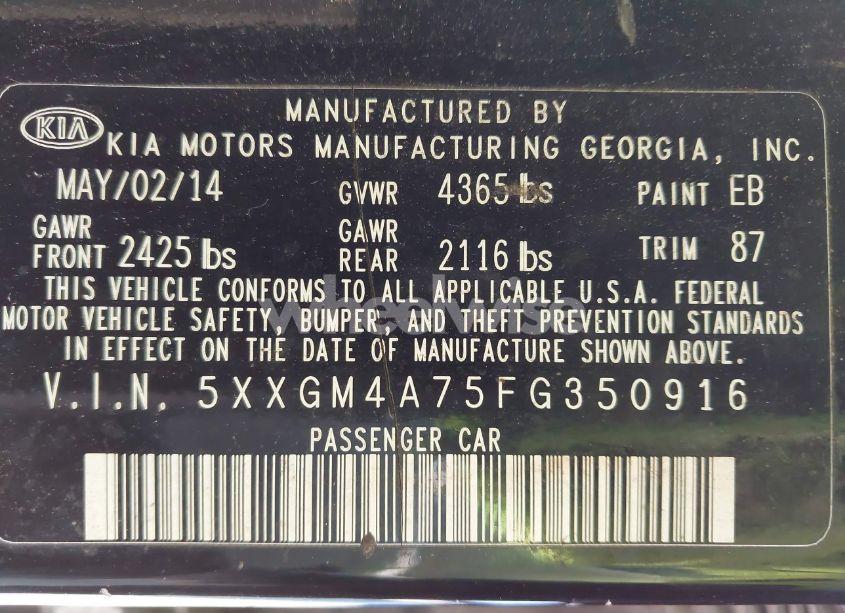 MANUFACTURED BY
KIA KIA MOTORS MANUFACTURING GEORGIA, INC.
MAY/02/14 GVWR 4365 lbs PAINT EB
GAWR FRONT 2425 lbs GAWR REAR 2116 lbs TRIM 87
THIS VEHICLE CONFORMS TO ALL APPLICABLE U.S.A. FEDERAL
MOTOR VEHICLE SAFETY, BUMPER, AND THEFT PREVENTION STANDARDS
IN EFFECT ON THE DATE OF MANUFACTURE SHOWN ABOVE.
V.I.N. 5XXGM4A75FG350916
PASSENGER CAR
wheelwise